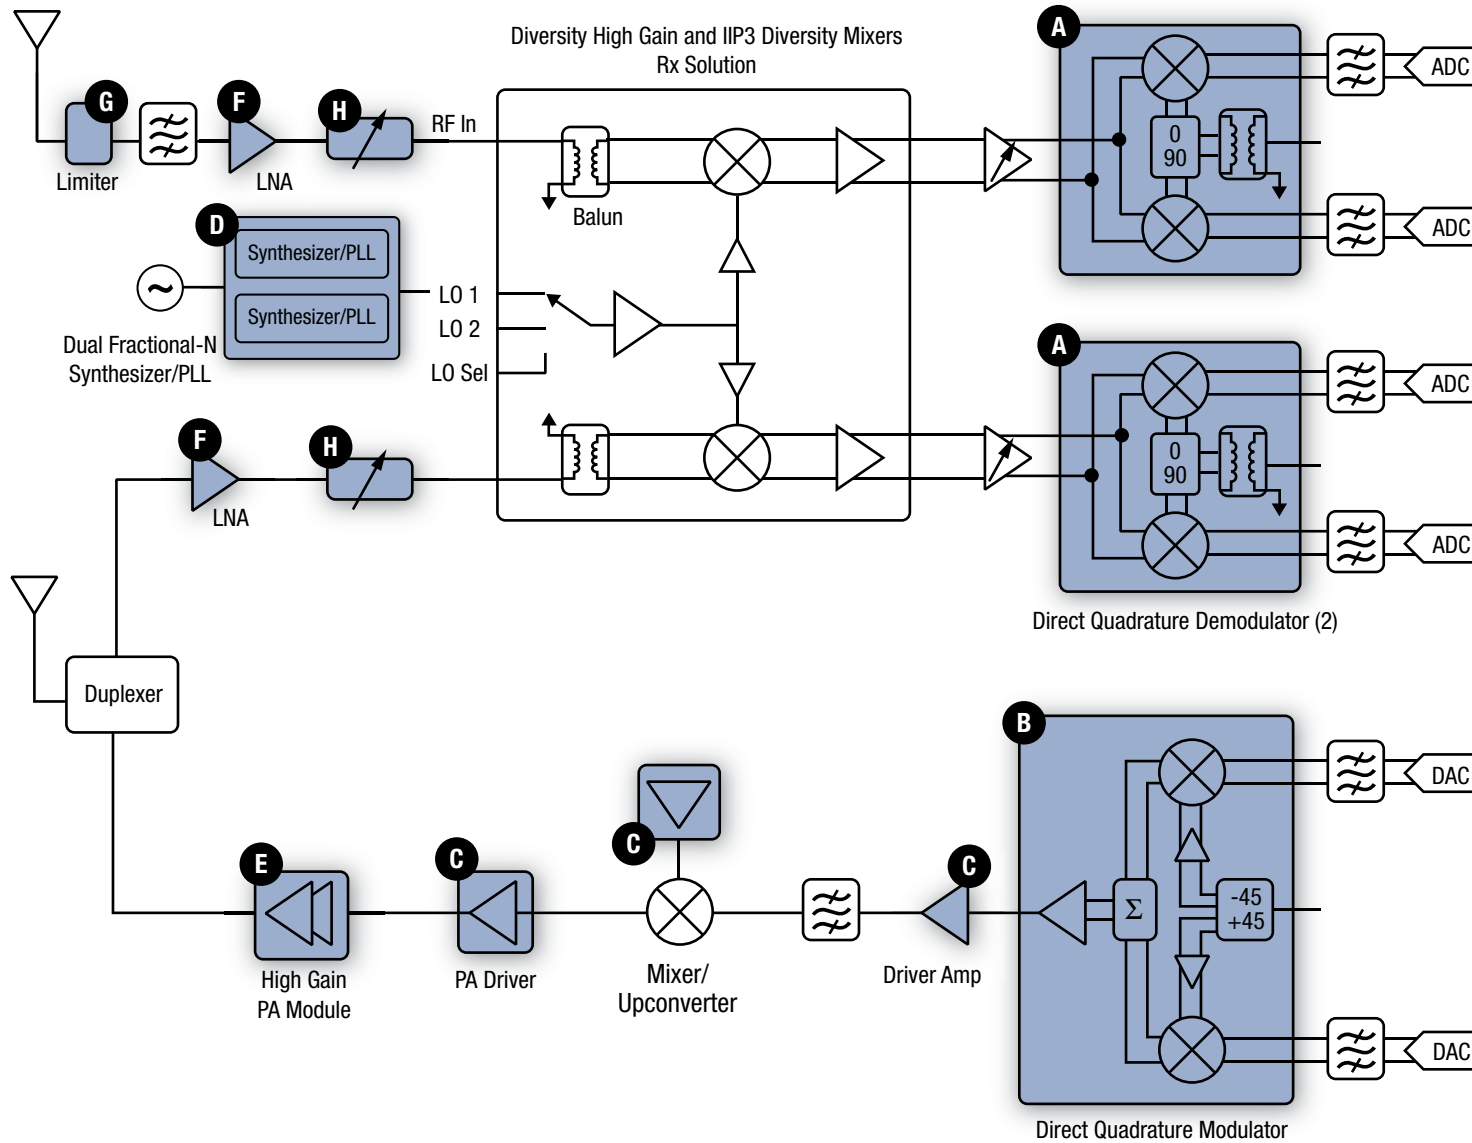 Diversity High Gain and IIP3 Diversity Mixers
Rx Solution
A
ADC
G
F
H
RF In
0
90
Limiter
LNA
Balun
ADC
D
Synthesizer/PLL
Synthesizer/PLL
LO 1
LO 2
LO Sel
Dual Fractional-N
Synthesizer/PLL
A
ADC
F
H
0
90
LNA
ADC
Direct Quadrature Demodulator (2)
Duplexer
B
DAC
C
E
C
C
Σ
-45
+45
High Gain
PA Module
PA Driver
Mixer/
Upconverter
Driver Amp
DAC
Direct Quadrature Modulator